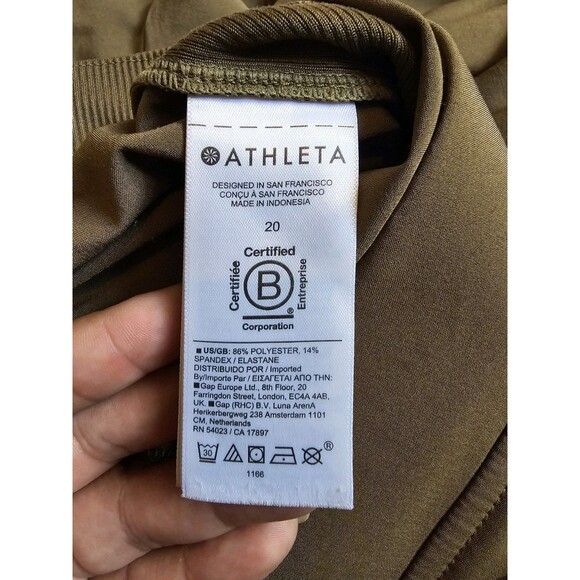 ATHLETA
DESIGNED IN SAN FRANCISCO
CONÇU À SAN FRANCISCO
MADE IN INDONESIA
20
Certified
Certifiée
B
Entreprise
®
Corporation
■ US/GB: 86% POLYESTER, 14%
SPANDEX / ELASTANE
DISTRIBUIDO POR / Imported
By/Importe Par / ΕΙΣΑΓΕΤΑΙ ΑΠΟ ΤΗΝ:
■Gap Europe Ltd., 8th Floor, 20
Farringdon Street, London, EC4A 4AB,
UK. ■Gap (RHC) B.V. Luna ArenA
Herikerbergweg 238 Amsterdam 1101
CM, Netherlands
RN 54023 / CA 17897
30 ®
1166